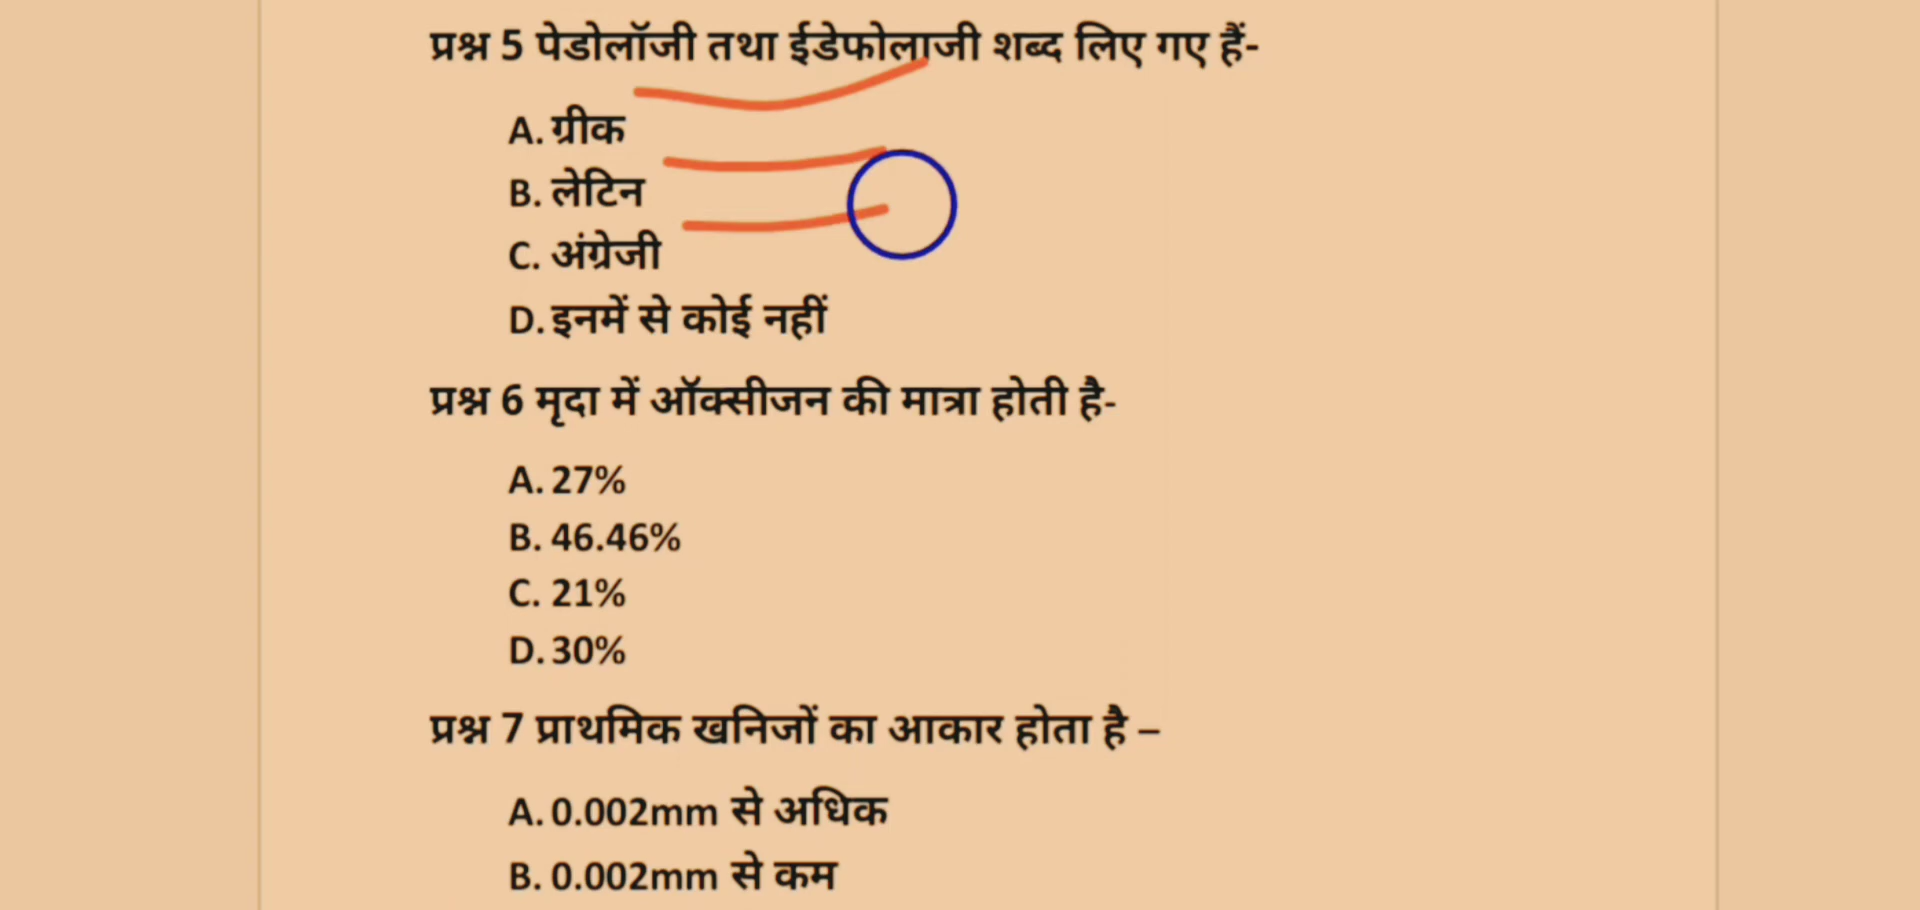 प्रश्न 5 पेडोलॉजी तथा ईडेफोलाजी शब्द लिए गए हैं-
A. ग्रीक
B. लेटिन
C. अंग्रेजी
D. इनमें से कोई नहीं
प्रश्न 6 मृदा में ऑक्सीजन की मात्रा होती है-
A. 27%
B. 46.46%
C. 21%
D. 30%
प्रश्न 7 प्राथमिक खनिजों का आकार होता है –
A. 0.002mm से अधिक
B. 0.002mm से कम